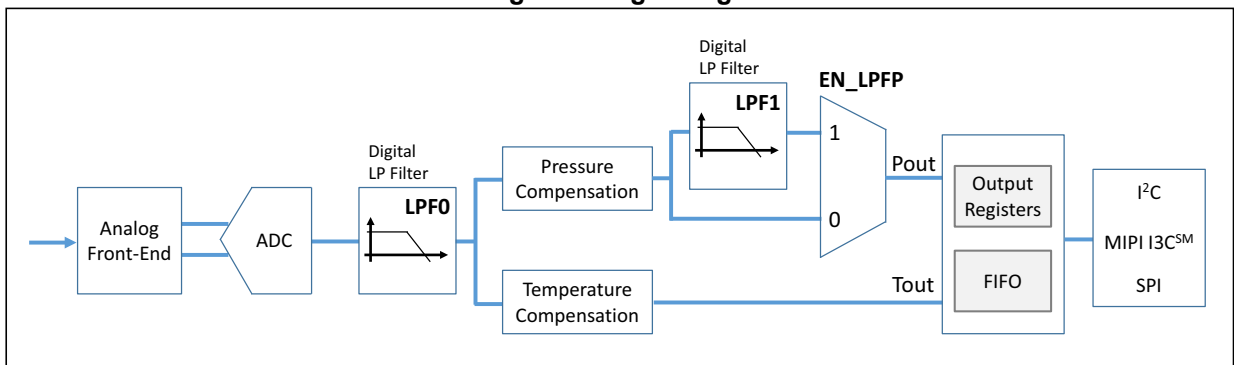 Digital
LP Filter
EN_LPFP
LPF1
1
Digital
LP Filter
Pressure
Compensation
Pout
Output
Registers
I²C
LPF0
Analog
Front-End
ADC
0
MIPI I3C℠
Temperature
Compensation
Tout
FIFO
SPI